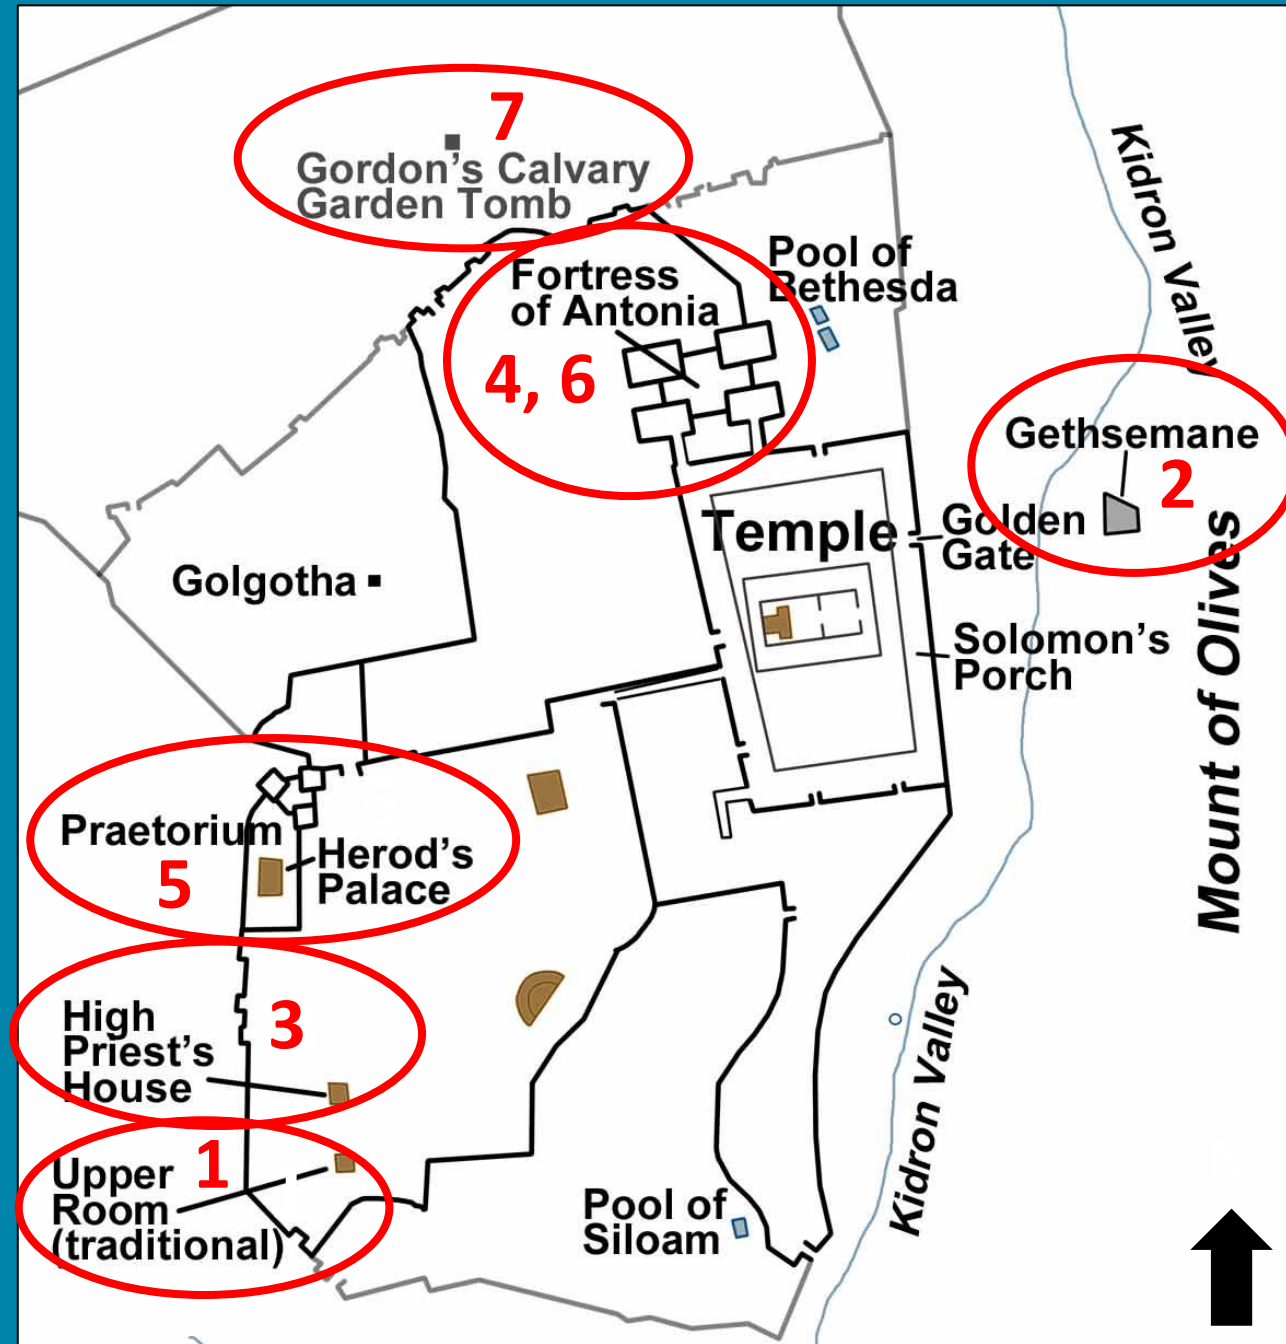 7
Gordon's Calvary
Garden Tomb
Kidron Valley
Fortress
of Antonia
4, 6
Pool of
Bethesda
Gethsemane
2
Temple
Golden
Gate
Golgotha
Solomon's
Porch
Mount of Olives
Praetorium
5
Herod's
Palace
High
Priest's
House
3
Upper
Room
(traditional)
1
Pool of
Siloam
Kidron Valley